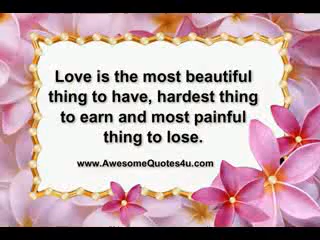 Love is the most beautiful
thing to have, hardest thing
to earn and most painful
thing to lose.
www.AwesomeQuotes4u.com